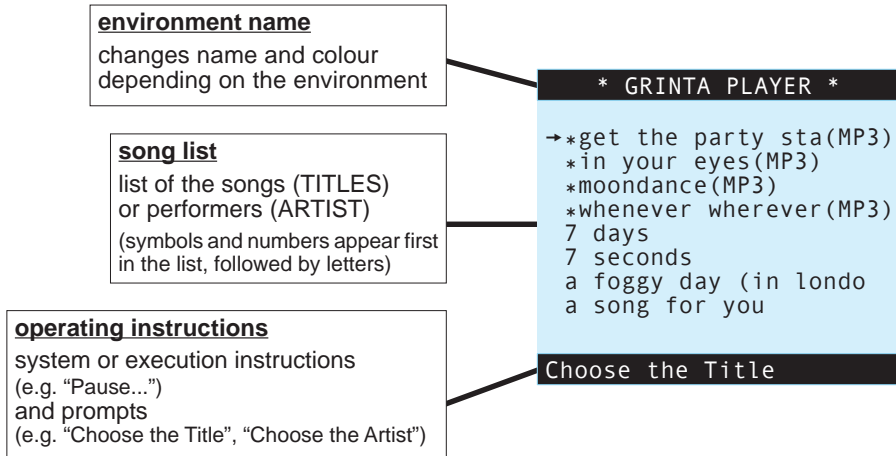 environment name
changes name and colour
depending on the environment
song list
list of the songs (TITLES)
or performers (ARTIST)
(symbols and numbers appear first
in the list, followed by letters)
operating instructions
system or execution instructions
(e.g. “Pause...”)
and prompts
(e.g. “Choose the Title”, “Choose the Artist”)
* GRINTA PLAYER *
→*get the party sta(MP3)
*in your eyes(MP3)
*moondance(MP3)
*whenever wherever(MP3)
7 days
7 seconds
a foggy day (in londo
a song for you
Choose the Title